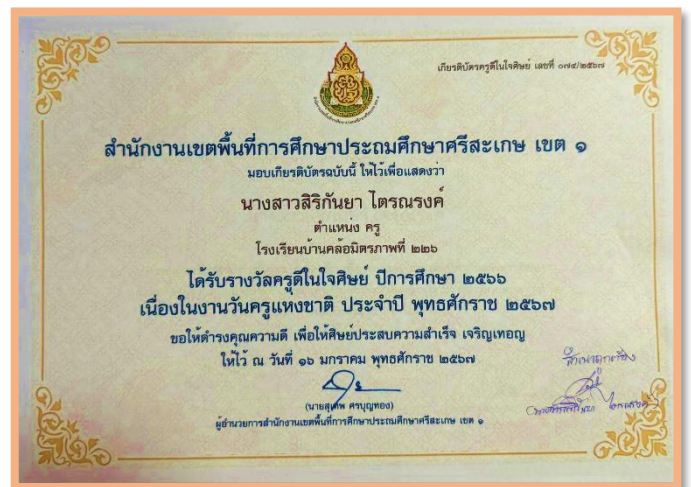 เกียรติบัตรครูดีในใจศิษย์ เลขที่ ๐๗๔/๒๕๖๗
สำนักงานเขตพื้นที่การศึกษาประถมศึกษาศรีสะเกษ เขต ๑
มอบเกียรติบัตรฉบับนี้ ให้ไว้เพื่อแสดงว่า
นางสาวสิริกันยา ไตรณรงค์
ตำแหน่ง ครู
โรงเรียนบ้านคล้อมิตรภาพที่ ๒๒๖
ได้รับรางวัลครูดีในใจศิษย์ ปีการศึกษา ๒๕๖๖
เนื่องในงานวันครูแห่งชาติ ประจำปี พุทธศักราช ๒๕๖๗
ขอให้ดำรงคุณความดี เพื่อให้ศิษย์ประสบความสำเร็จ เจริญเทอญ
ให้ไว้ ณ วันที่ ๑๖ มกราคม พุทธศักราช ๒๕๖๗
สำเนาถูกต้อง
(นายสุเทพ ศรบุญทอง)
ผู้อำนวยการสำนักงานเขตพื้นที่การศึกษาประถมศึกษาศรีสะเกษ เขต ๑